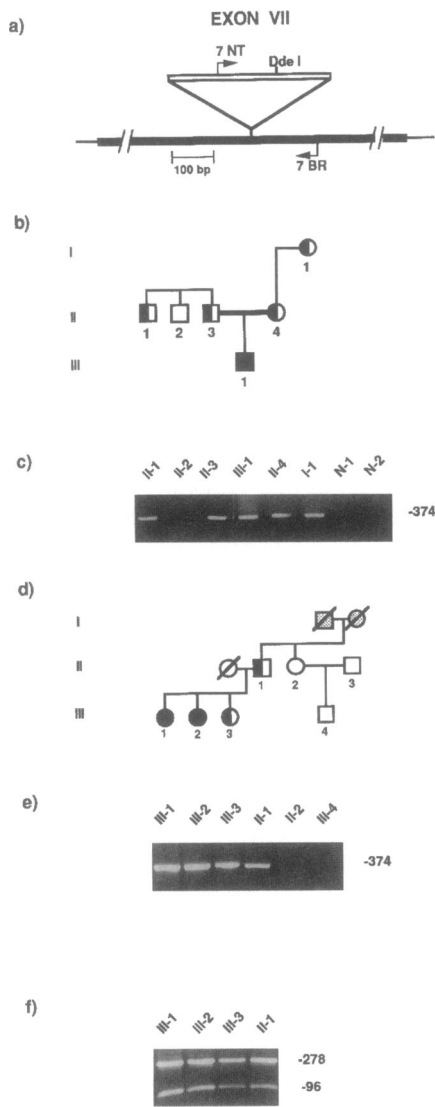 a)
EXON VII
7 NT
Dde I
100 bp
7 BR
b)
I
1
II
1 2 3 4
III
1
c)
II-1 II-2 II-3 III-1 II-4 I-1 N-1 N-2
-374
d)
I
II
1 2 3
III
1 2 3 4
e)
III-1 III-2 III-3 II-1 II-2 III-4
-374
f)
III-1 III-2 III-3 II-1
-278
-96